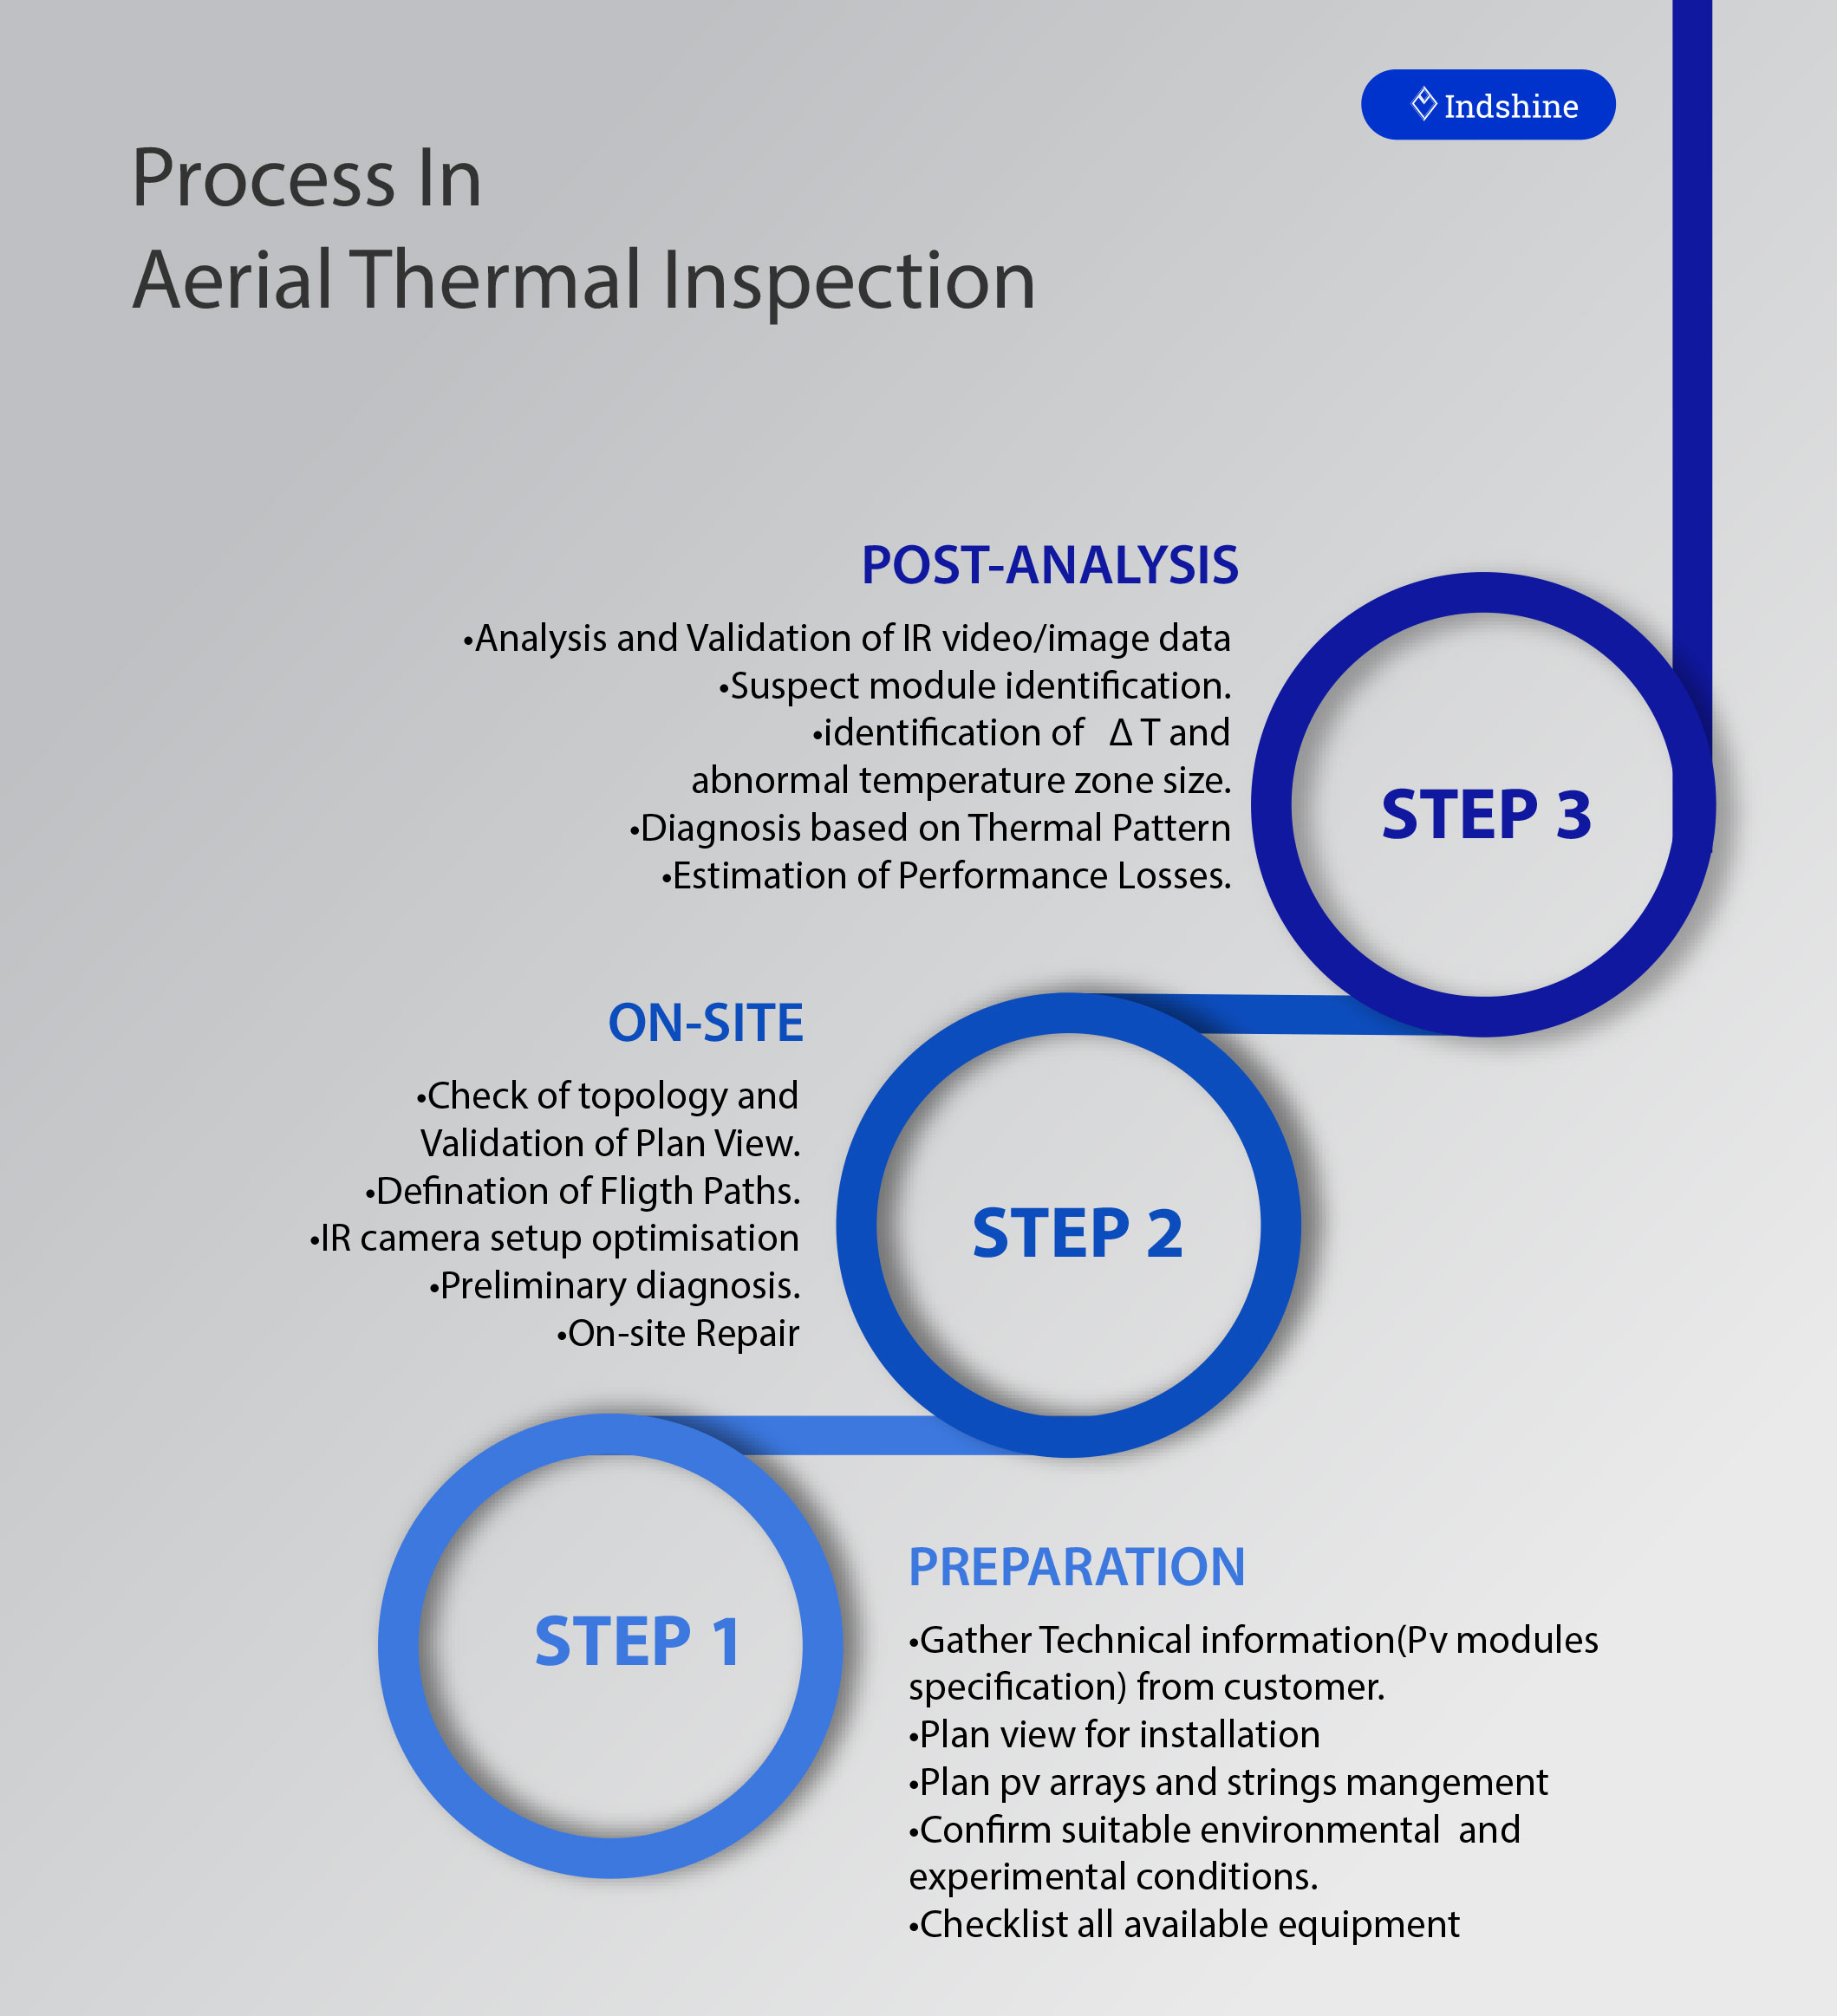 Indshine
Process In
Aerial Thermal Inspection
POST-ANALYSIS
•Analysis and Validation of IR video/image data
•Suspect module identification.
•identification of Δ T and
abnormal temperature zone size.
•Diagnosis based on Thermal Pattern
•Estimation of Performance Losses.
STEP 3
ON-SITE
•Check of topology and
Validation of Plan View.
•Defination of Fligth Paths.
•IR camera setup optimisation
•Preliminary diagnosis.
•On-site Repair
STEP 2
PREPARATION
•Gather Technical information(Pv modules
specification) from customer.
•Plan view for installation
•Plan pv arrays and strings mangement
•Confirm suitable environmental and
experimental conditions.
•Checklist all available equipment
STEP 1